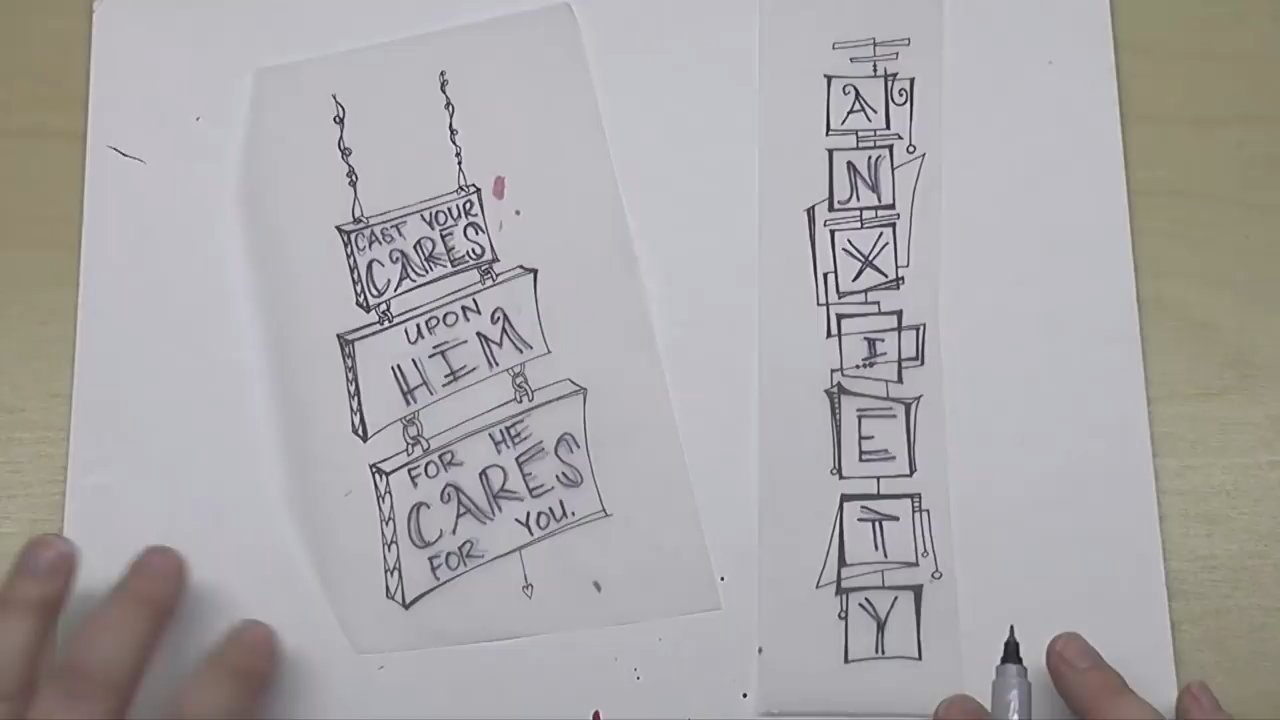 CAST YOUR
CARES
UPON
HIM
FOR HE
CARES
FOR YOU.
A
N
X
I
E
T
Y